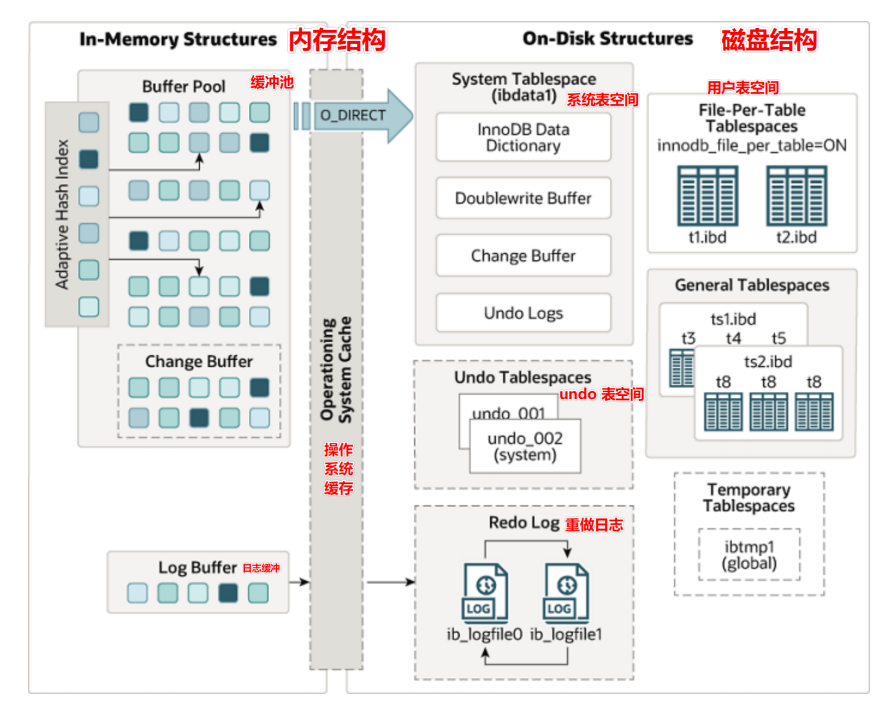 In-Memory Structures 内存结构
On-Disk Structures 磁盘结构
Buffer Pool 缓冲池
Adaptive Hash Index
Change Buffer
Log Buffer 日志缓冲
O_DIRECT
Operationing
System Cache
操作
系统
缓存
System Tablespace
(ibdata1)
系统表空间
InnoDB Data
Dictionary
Doublewrite Buffer
Change Buffer
Undo Logs
Undo Tablespaces
undo 表空间
undo_001
undo_002
(system)
Redo Log 重做日志
LOG
LOG
ib_logfile0
ib_logfile1
用户表空间
File-Per-Table
Tablespaces
innodb_file_per_table=ON
t1.ibd
t2.ibd
General Tablespaces
ts1.ibd
t3 t4 t5
ts2.ibd
t8 t8 t8
Temporary
Tablespaces
ibtmp1
(global)